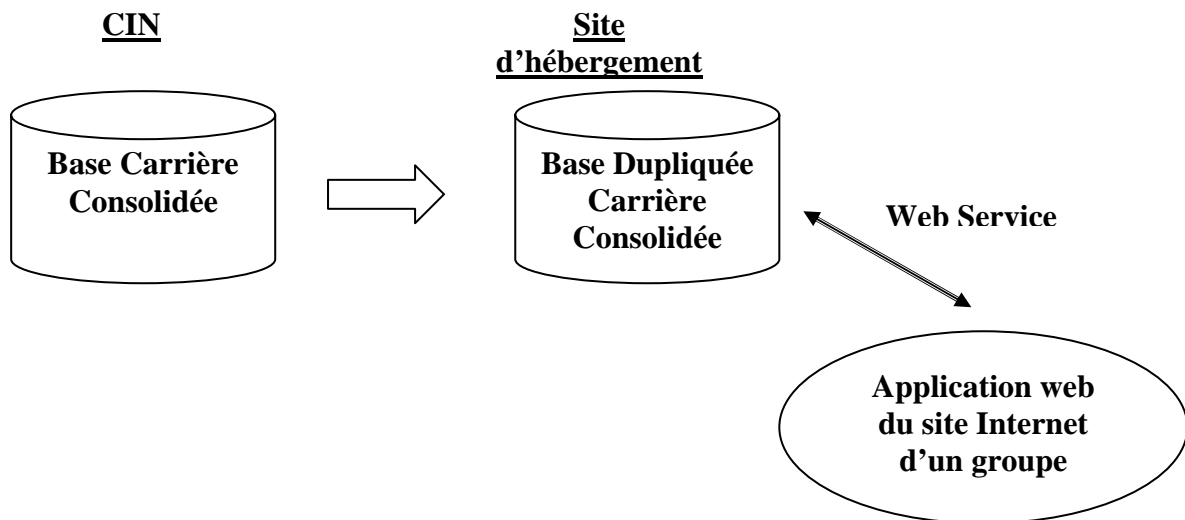 CIN
Site
d’hébergement
Base Carrière
Consolidée
Base Dupliquée
Carrière
Consolidée
Web Service
Application web
du site Internet
d’un groupe